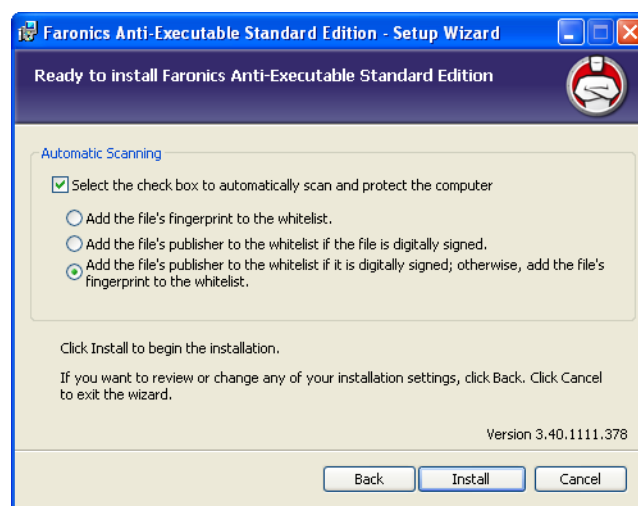 Faronics Anti-Executable Standard Edition - Setup Wizard
Ready to install Faronics Anti-Executable Standard Edition
Automatic Scanning
Select the check box to automatically scan and protect the computer
Add the file's fingerprint to the whitelist.
Add the file's publisher to the whitelist if the file is digitally signed.
Add the file's publisher to the whitelist if it is digitally signed; otherwise, add the file's
fingerprint to the whitelist.
Click Install to begin the installation.
If you want to review or change any of your installation settings, click Back. Click Cancel
to exit the wizard.
Version 3.40.1111.378
Back Install Cancel